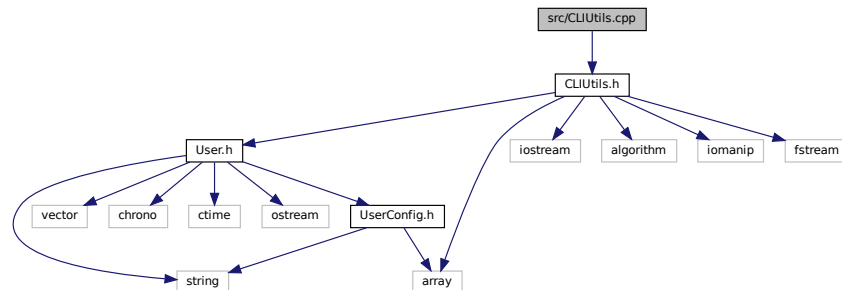 src/CLIUtils.cpp
CLIUtils.h
User.h
iostream
algorithm
iomanip
fstream
vector
chrono
ctime
ostream
UserConfig.h
string
array